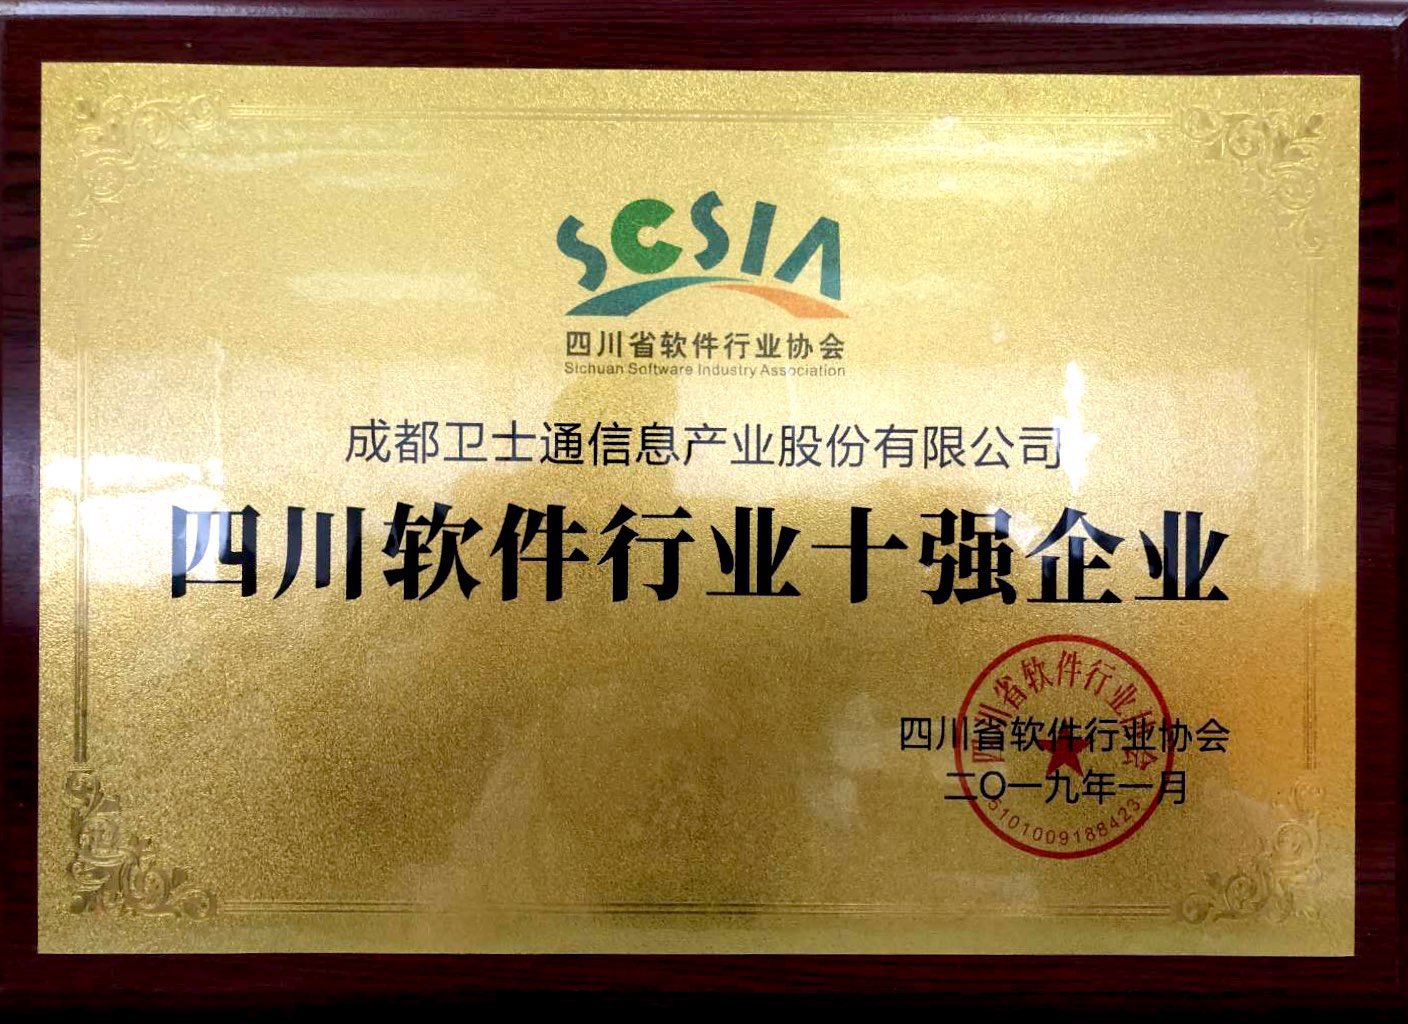 SCSIA
四川省软件行业协会
Sichuan Software Industry Association
成都卫士通信息产业股份有限公司
四川软件行业十强企业
四川省软件行业协会
四川省软件行业协会
二〇一九年一月
5101009188423